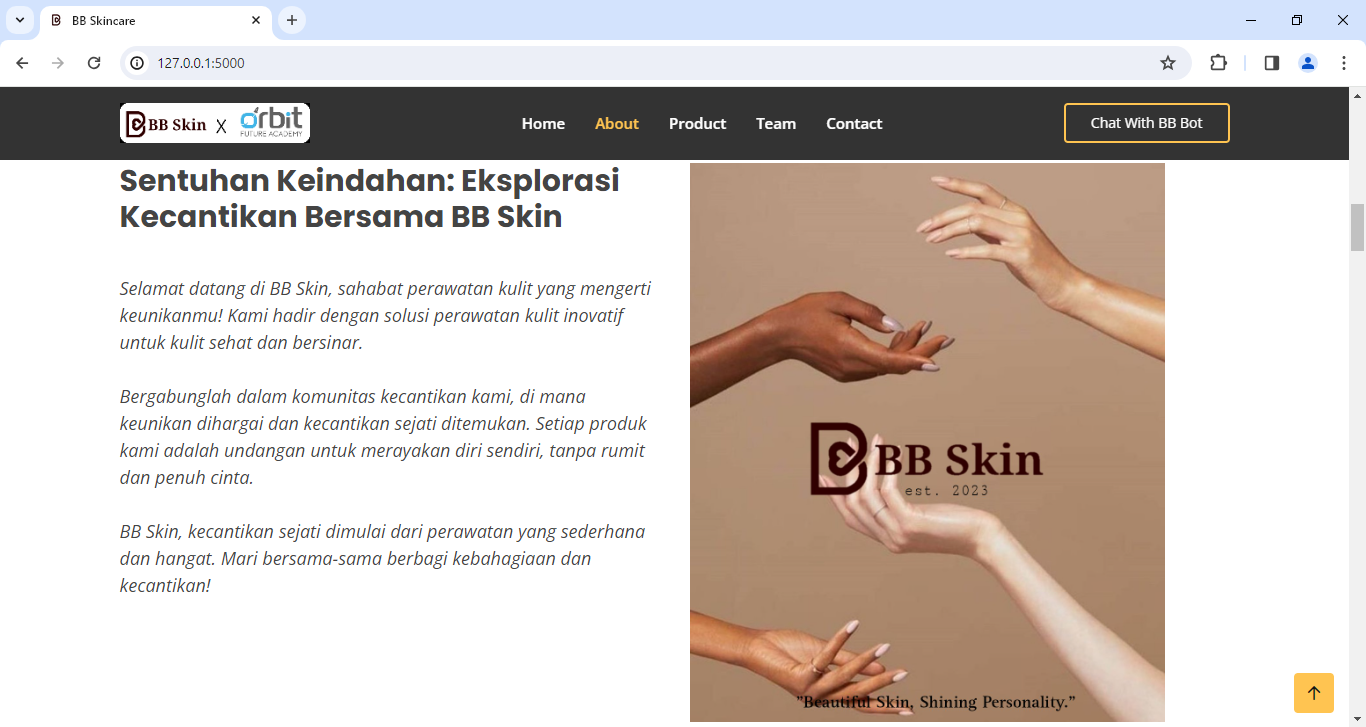 BB Skincare
127.0.0.1:5000
BB Skin X orbit
FUTURE ACADEMY
Home About Product Team Contact
Chat With BB Bot
Sentuhan Keindahan: Eksplorasi
Kecantikan Bersama BB Skin
Selamat datang di BB Skin, sahabat perawatan kulit yang mengerti
keunikanmu! Kami hadir dengan solusi perawatan kulit inovatif
untuk kulit sehat dan bersinar.
Bergabunglah dalam komunitas kecantikan kami, di mana
keunikan dihargai dan kecantikan sejati ditemukan. Setiap produk
kami adalah undangan untuk merayakan diri sendiri, tanpa rumit
dan penuh cinta.
BB Skin, kecantikan sejati dimulai dari perawatan yang sederhana
dan hangat. Mari bersama-sama berbagi kebahagiaan dan
kecantikan!
BB Skin
est. 2023
"Beautiful Skin, Shining Personality."